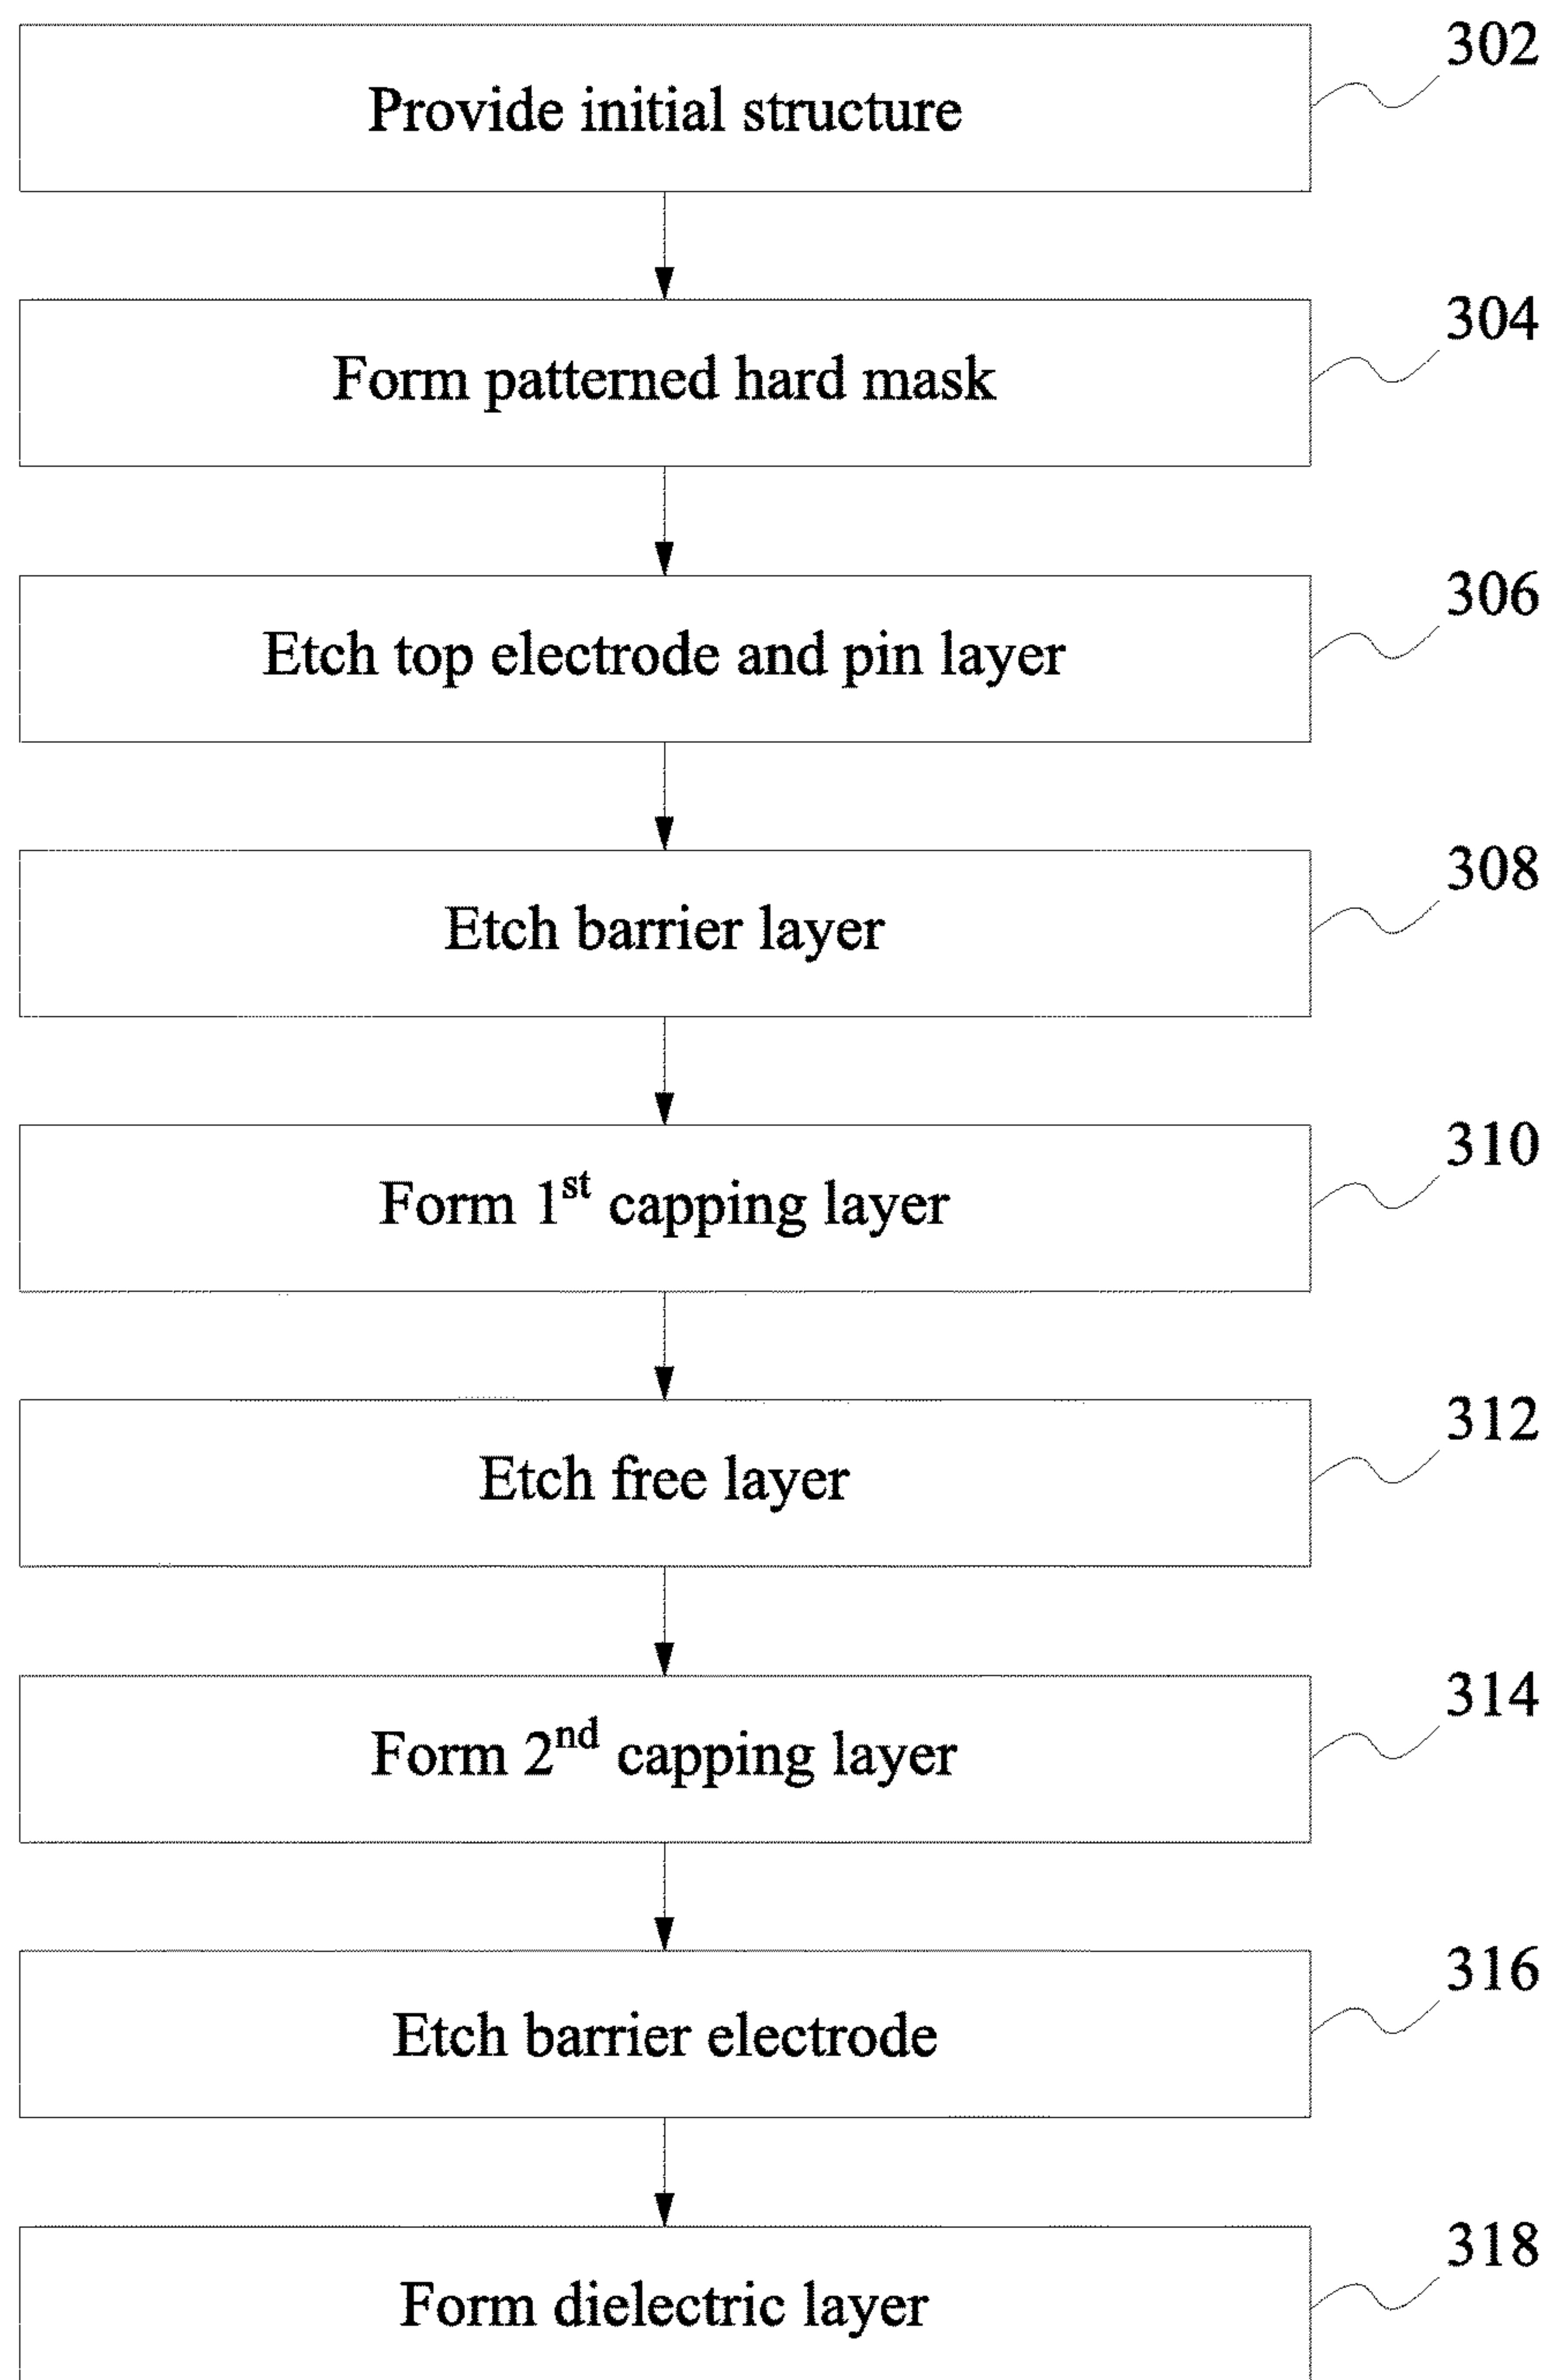 302
Provide initial structure
304
Form patterned hard mask
306
Etch top electrode and pin layer
308
Etch barrier layer
310
Form 1st capping layer
312
Etch free layer
314
Form 2nd capping layer
316
Etch barrier electrode
318
Form dielectric layer